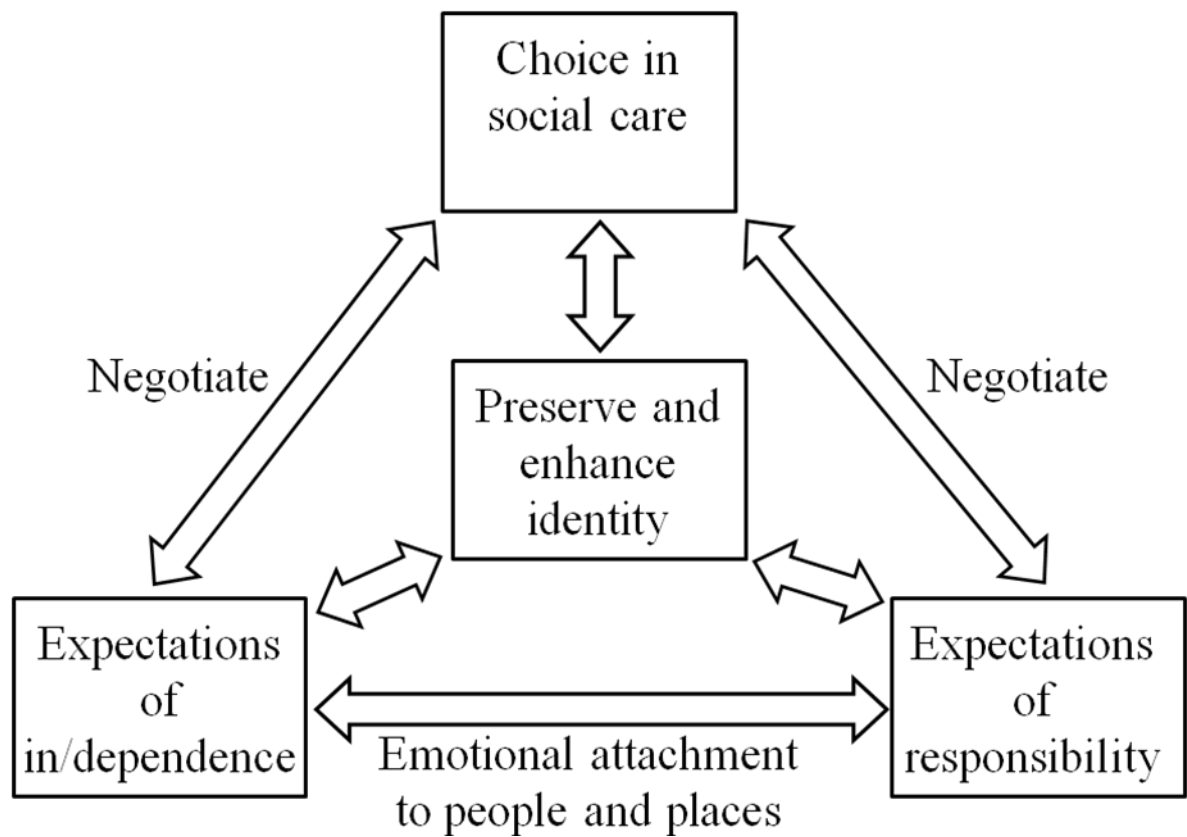 Choice in
social care
Negotiate
Negotiate
Preserve and
enhance
identity
Expectations
of
in/dependence
Expectations
of
responsibility
Emotional attachment
to people and places